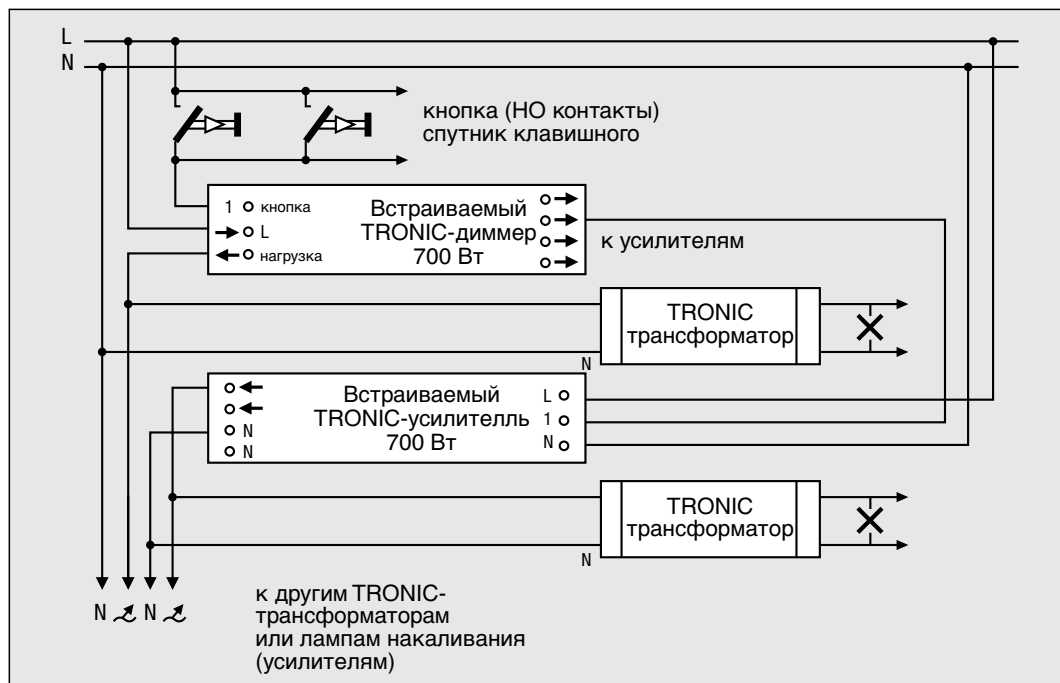 L
N
кнопка (НО контакты)
спутник клавишного
1 кнопка
L
нагрузка
Встраиваемый
TRONIC-диммер
700 Вт
к усилителям
TRONIC
трансформатор
N
N
N
Встраиваемый
TRONIC-усилителль
700 Вт
L
1
N
TRONIC
трансформатор
N
N
N
к другим TRONIC-
трансформаторам
или лампам накаливания
(усилителям)